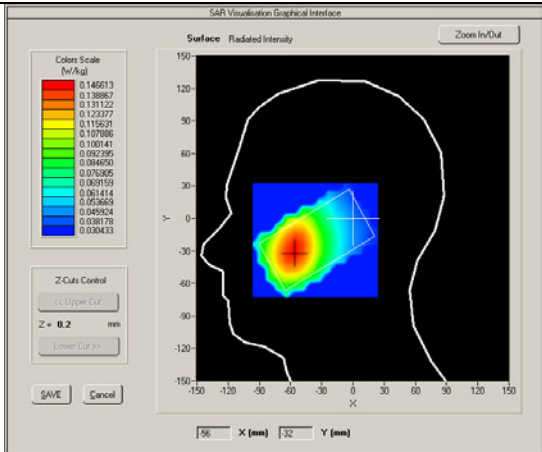 SAR Visualisation Graphical Interface
Surface Radiated Intensity
Zoom In/Out
Colors Scale
(W/kg)
0.146613
0.138867
0.131122
0.123377
0.115631
0.107886
0.100141
0.092395
0.084650
0.076905
0.069159
0.061414
0.053669
0.045924
0.038178
0.030433
Z-Cuts Control
<< Upper Cut
Z = 0.2 mm
Lower Cut >>
SAVE Cancel
150
120
90
60
30
0
-30
-60
-90
-120
-150
Y
-150 -120 -90 -60 -30 0 30 60 90 120 150
X
-56 X (mm) -32 Y (mm)